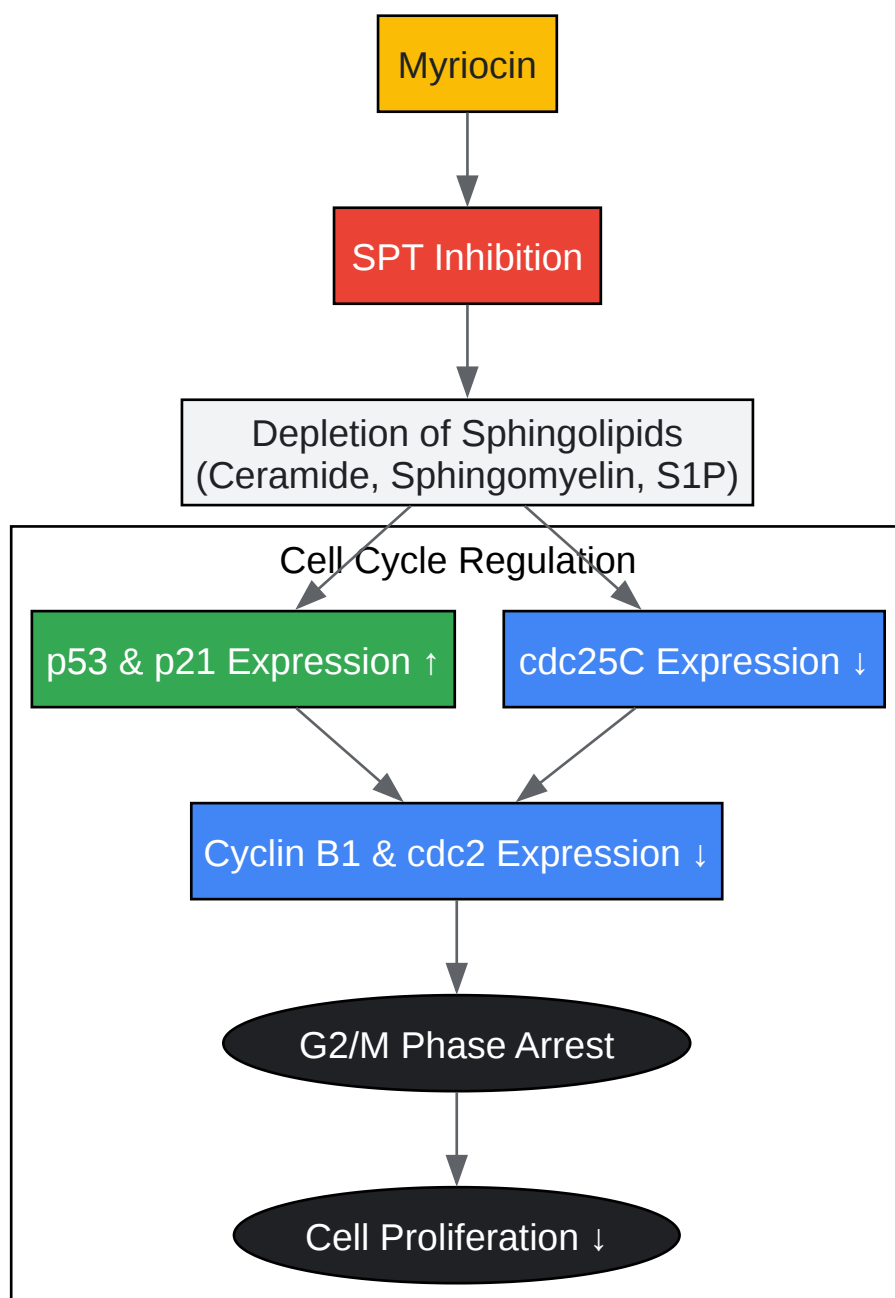 Myriocin
SPT Inhibition
Depletion of Sphingolipids
(Ceramide, Sphingomyelin, S1P)
Cell Cycle Regulation
p53 & p21 Expression ↑
cdc25C Expression ↓
Cyclin B1 & cdc2 Expression ↓
G2/M Phase Arrest
Cell Proliferation ↓